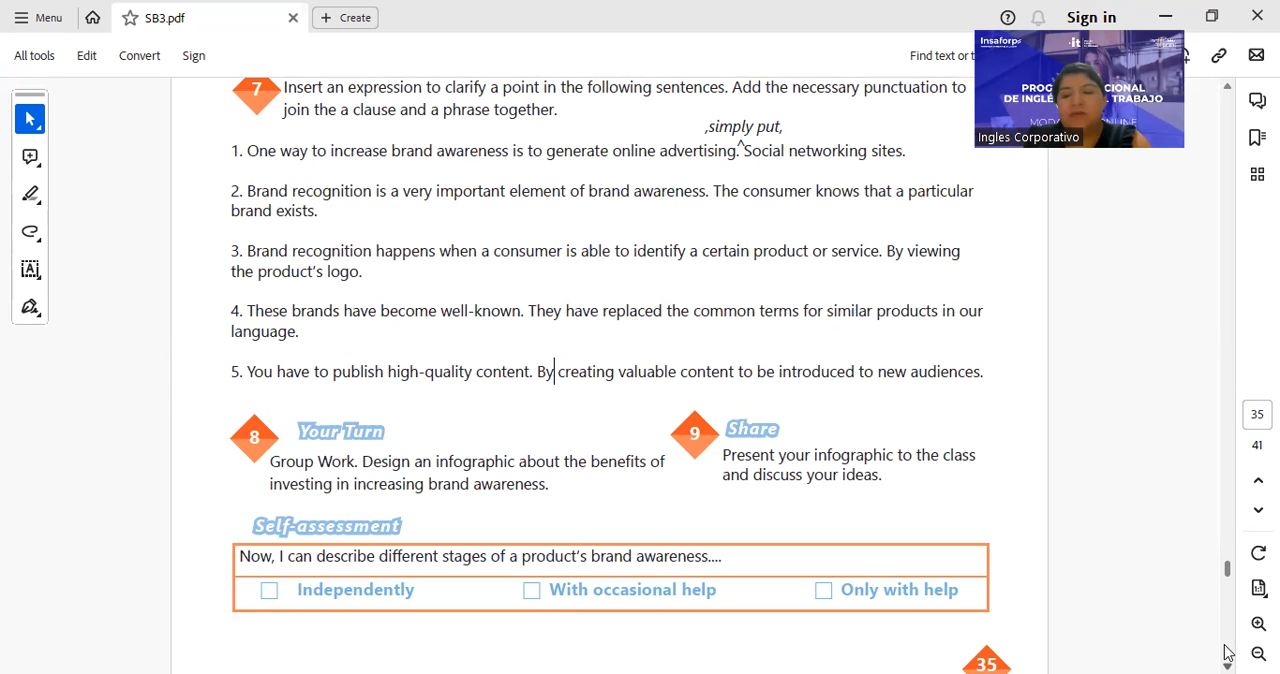 Menu
SB3.pdf
Create
Sign in
All tools
Edit
Convert
Sign
Find text or t
Insaforp
it
PROG CIONAL
DE INGLÉ L TRABAJO
MODA ONLINE
Ingles Corporativo
7 Insert an expression to clarify a point in the following sentences. Add the necessary punctuation to
join the a clause and a phrase together.
,simply put,
^
1. One way to increase brand awareness is to generate online advertising. Social networking sites.
2. Brand recognition is a very important element of brand awareness. The consumer knows that a particular
brand exists.
3. Brand recognition happens when a consumer is able to identify a certain product or service. By viewing
the product's logo.
4. These brands have become well-known. They have replaced the common terms for similar products in our
language.
5. You have to publish high-quality content. By creating valuable content to be introduced to new audiences.
8 Your Turn
Group Work. Design an infographic about the benefits of
investing in increasing brand awareness.
9 Share
Present your infographic to the class
and discuss your ideas.
Self-assessment
Now, I can describe different stages of a product's brand awareness....
Independently
With occasional help
Only with help
35
35
41